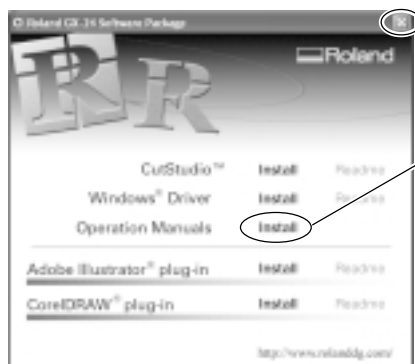 Roland GX-24 Software Package
Roland
CutStudio™ Install Readme
Windows® Driver Install Readme
Operation Manuals Install
Adobe Illustrator® plug-in Install Readme
CorelDRAW® plug-in Install Readme
http://www.rolanddg.com/